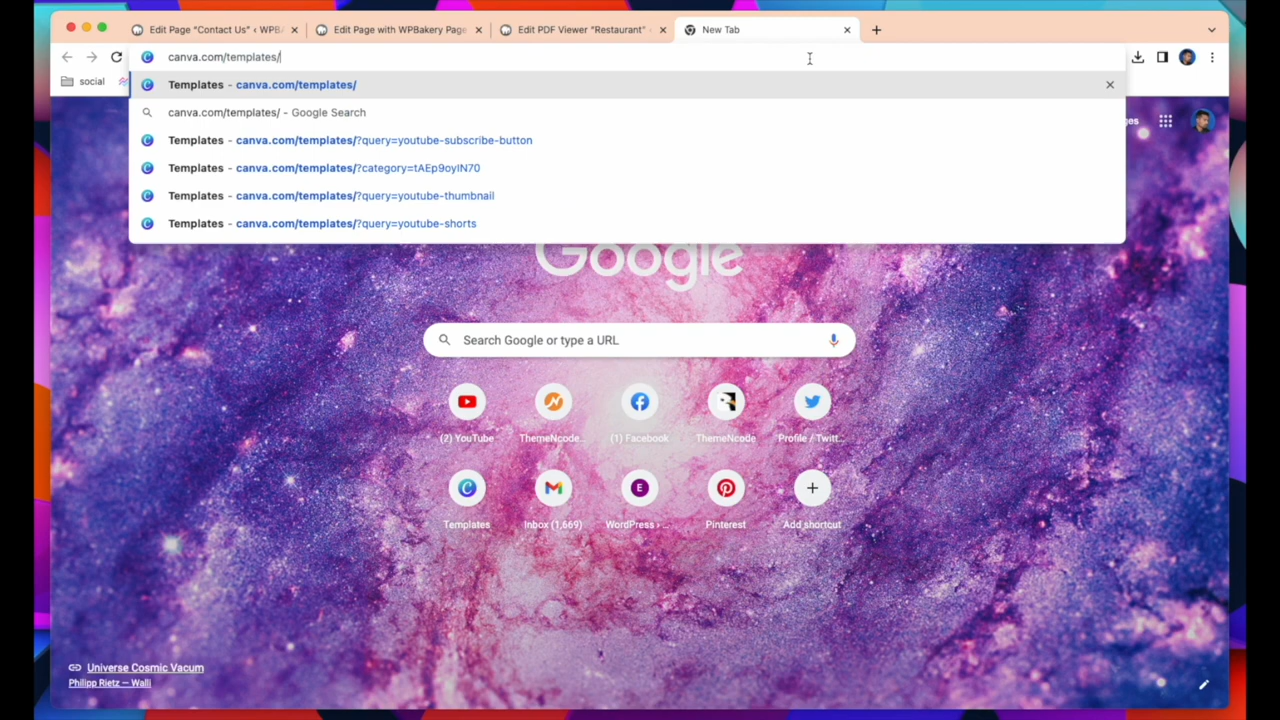 Edit Page "Contact Us" ‹ WPBA
Edit Page with WPBakery Page
Edit PDF Viewer "Restaurant" ‹
New Tab
canva.com/templates/
social
Templates - canva.com/templates/
canva.com/templates/ - Google Search
Templates - canva.com/templates/?query=youtube-subscribe-button
Templates - canva.com/templates/?category=tAEp9oyIN70
Templates - canva.com/templates/?query=youtube-thumbnail
Templates - canva.com/templates/?query=youtube-shorts
Google
Search Google or type a URL
(2) YouTube
ThemeNcode...
(1) Facebook
ThemeNcode
Profile / Twitt...
Templates
Inbox (1,669)
WordPress › ...
Pinterest
Add shortcut
Universe Cosmic Vacum
Philipp Rietz — Walli